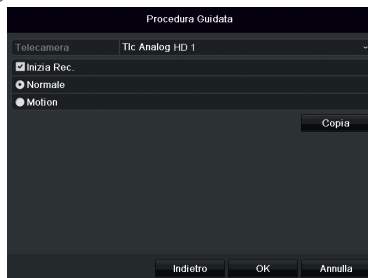 Procedura Guidata
Telecamera Tlc Analog HD 1
Inizia Rec.
Normale
Motion
Copia
Indietro OK Annulla